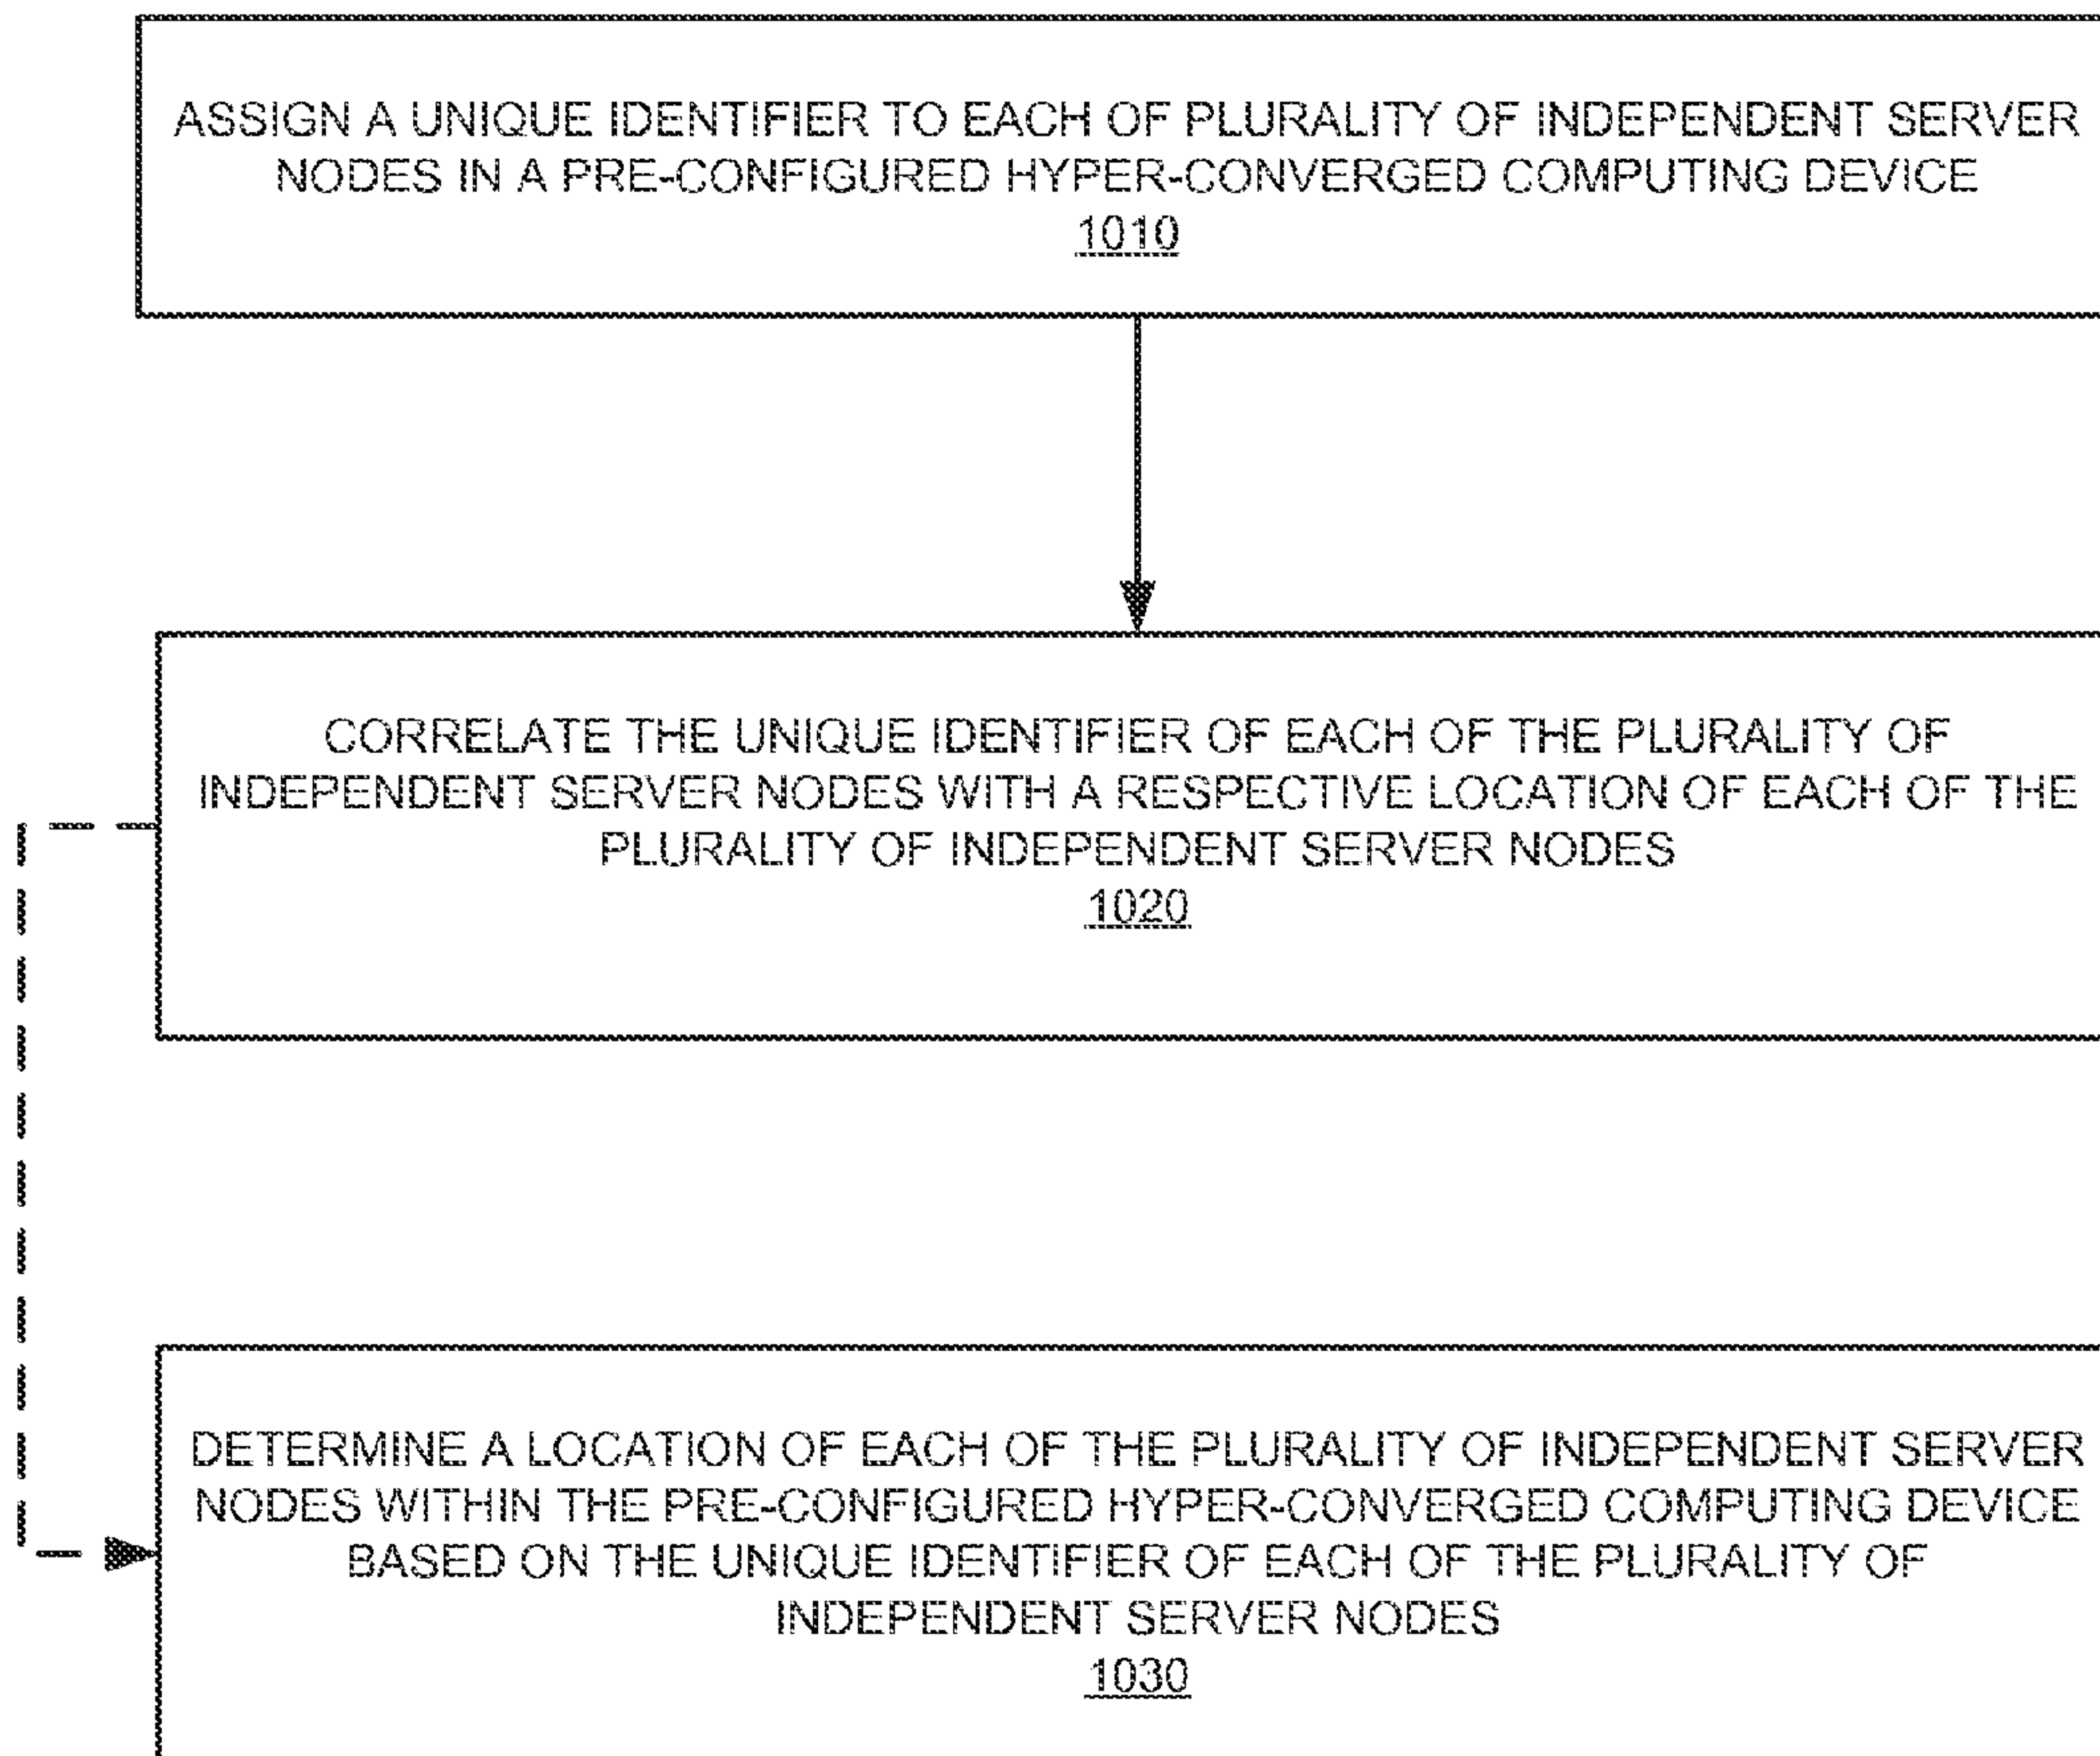 ASSIGN A UNIQUE IDENTIFIER TO EACH OF PLURALITY OF INDEPENDENT SERVER
NODES IN A PRE-CONFIGURED HYPER-CONVERGED COMPUTING DEVICE
1010
CORRELATE THE UNIQUE IDENTIFIER OF EACH OF THE PLURALITY OF
INDEPENDENT SERVER NODES WITH A RESPECTIVE LOCATION OF EACH OF THE
PLURALITY OF INDEPENDENT SERVER NODES
1020
DETERMINE A LOCATION OF EACH OF THE PLURALITY OF INDEPENDENT SERVER
NODES WITHIN THE PRE-CONFIGURED HYPER-CONVERGED COMPUTING DEVICE
BASED ON THE UNIQUE IDENTIFIER OF EACH OF THE PLURALITY OF
INDEPENDENT SERVER NODES
1030